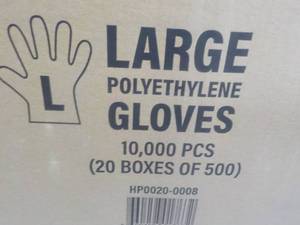 L
LARGE
POLYETHYLENE
GLOVES
10,000 PCS
(20 BOXES OF 500)
HP0020-0008